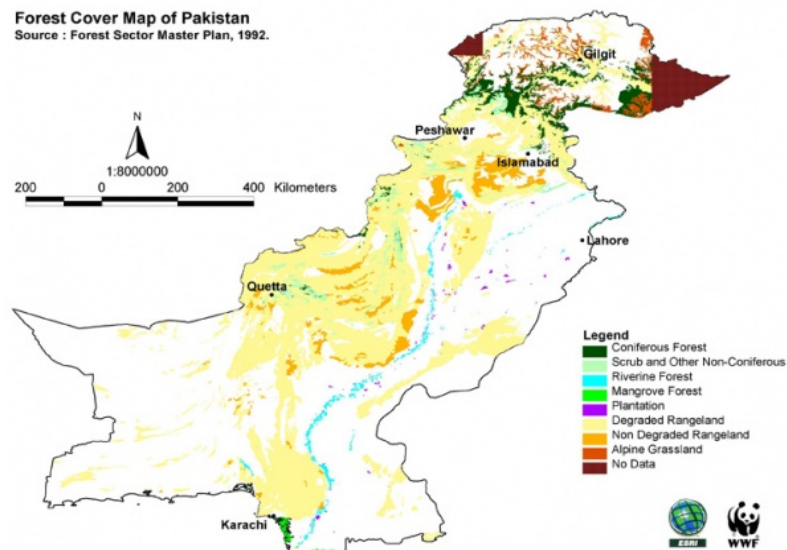 Forest Cover Map of Pakistan
Source : Forest Sector Master Plan, 1992.
N
1:8000000
200 0 200 400 Kilometers
Gilgit
Peshawar
Islamabad
Lahore
Quetta
Karachi
Legend
Coniferous Forest
Scrub and Other Non-Coniferous
Riverine Forest
Mangrove Forest
Plantation
Degraded Rangeland
Non Degraded Rangeland
Alpine Grassland
No Data
ESRI
WWF